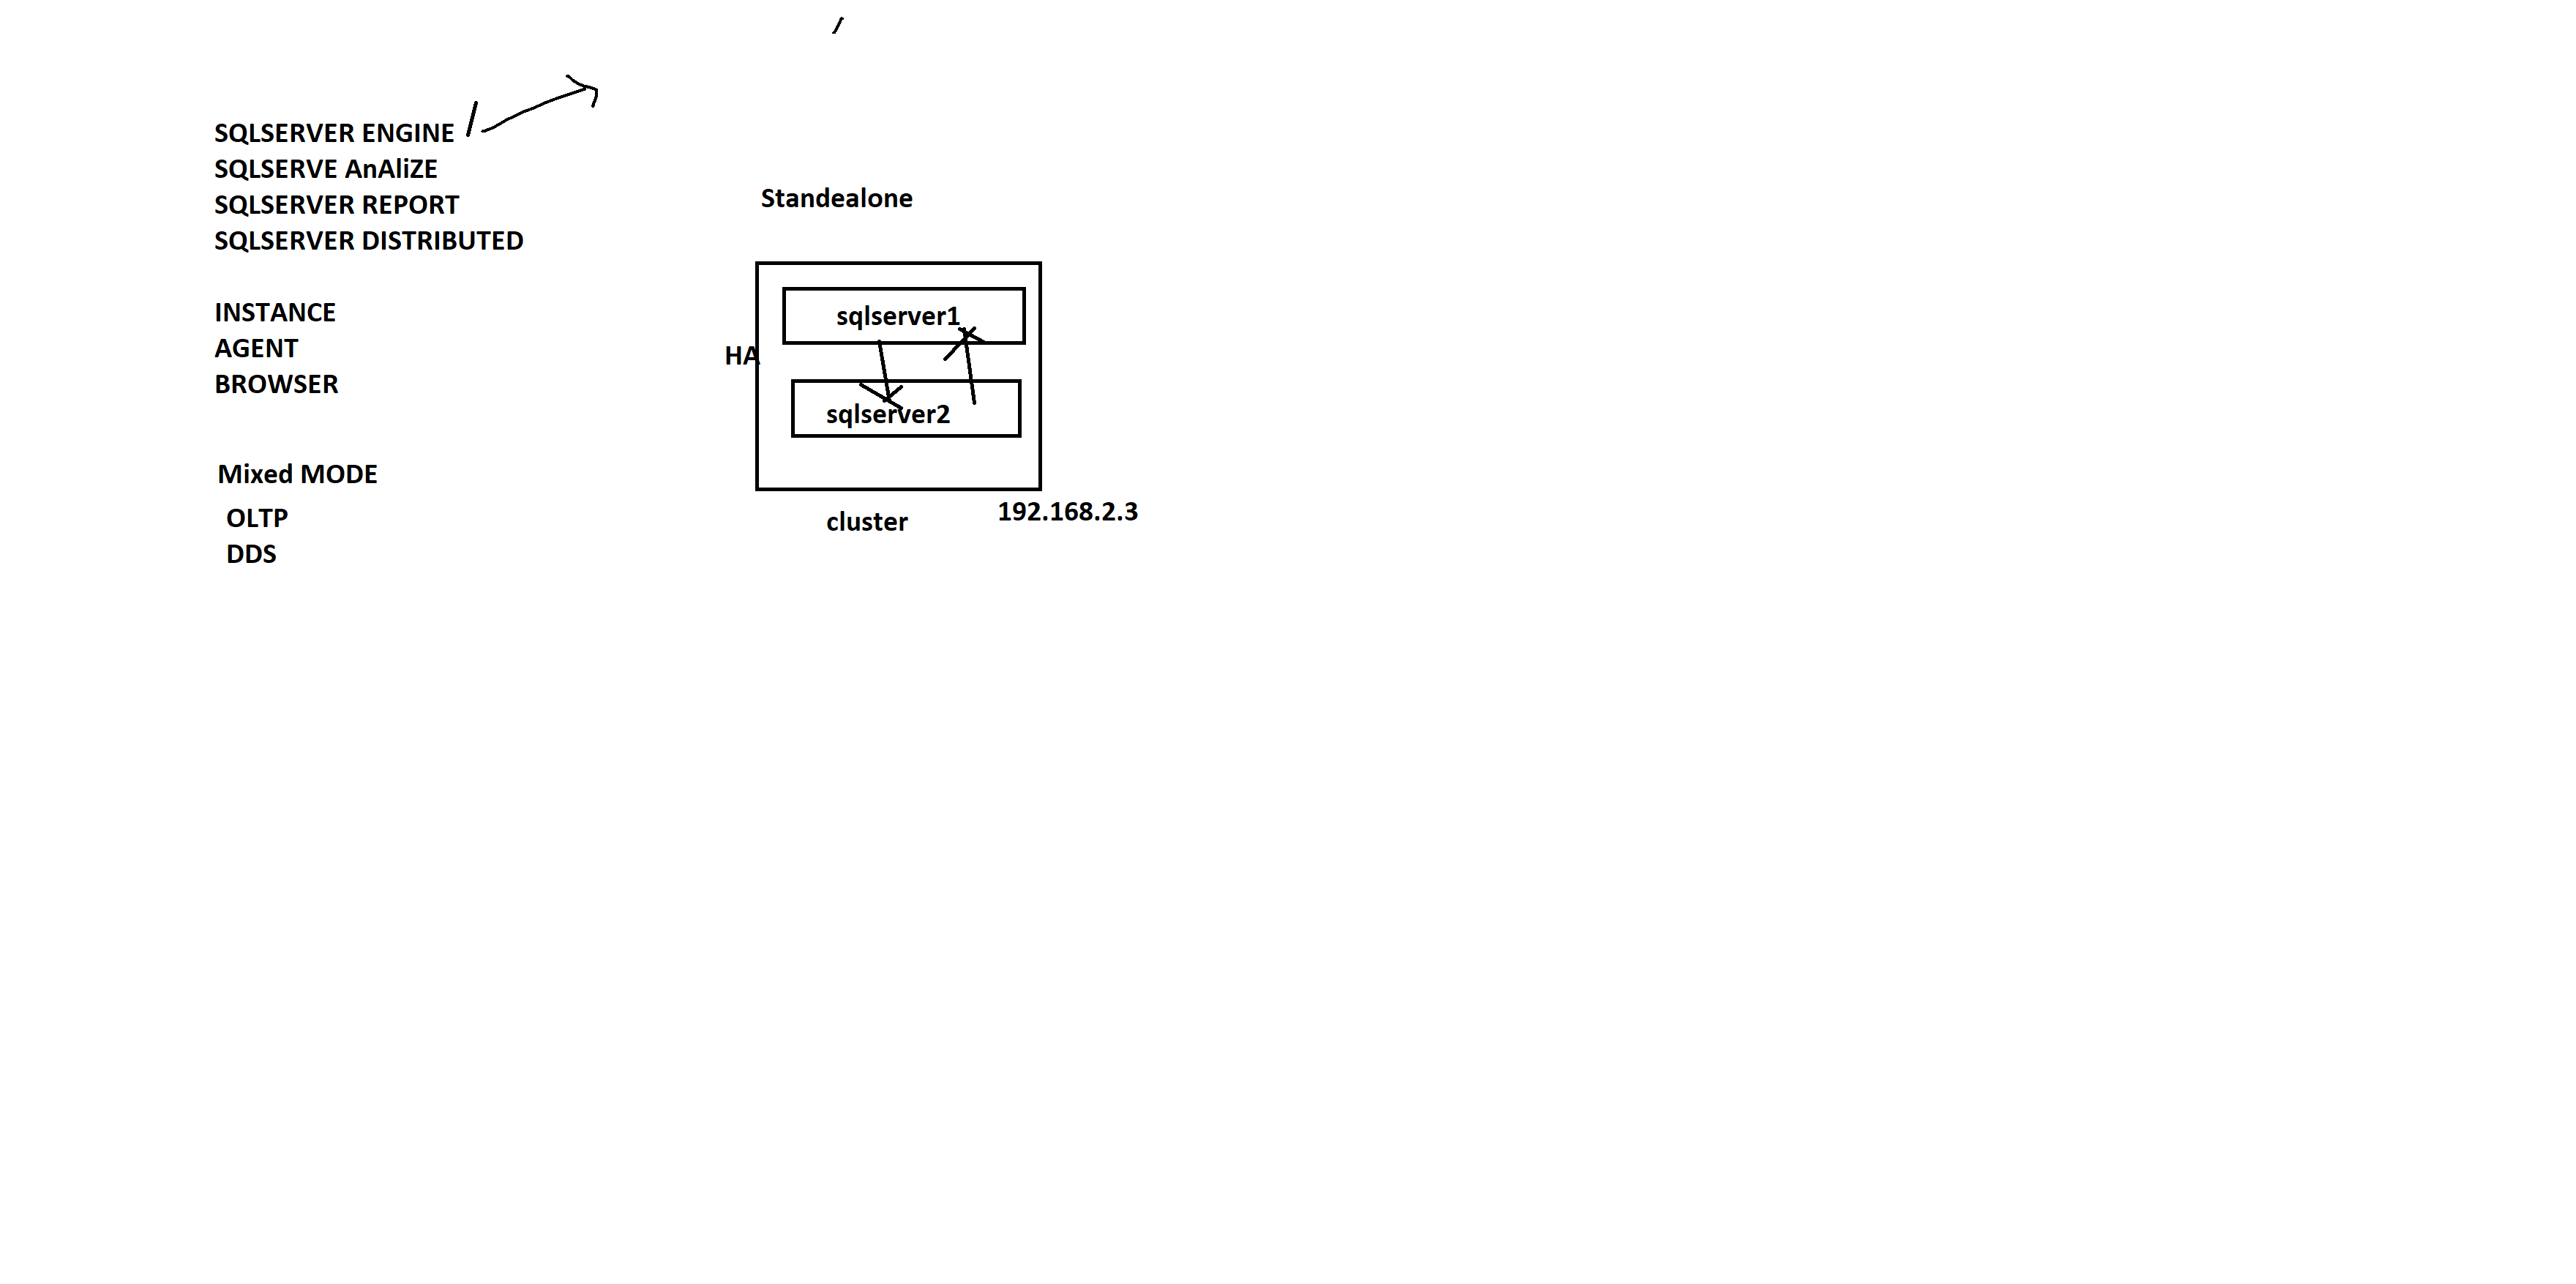 SQLSERVER ENGINE
SQLSERVE AnAliZE
SQLSERVER REPORT
SQLSERVER DISTRIBUTED
INSTANCE
AGENT
BROWSER
Mixed MODE
OLTP
DDS
Standealone
sqlserver1
HA
sqlserver2
cluster
192.168.2.3